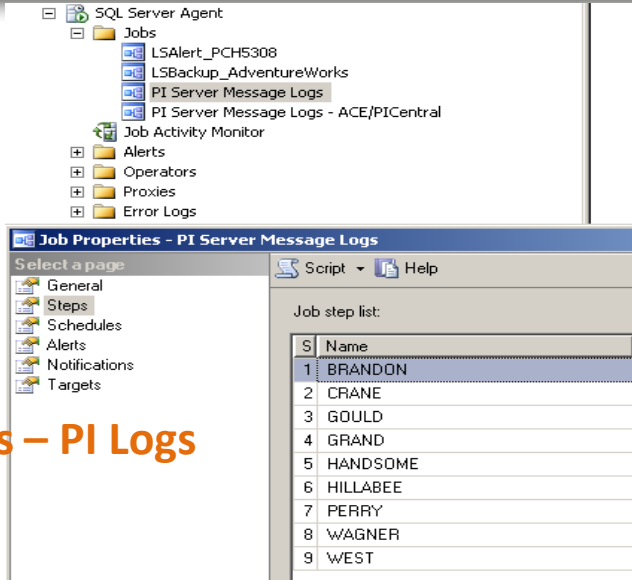 SQL Server Agent
Jobs
LSAlert_PCH5308
LSBackup_AdventureWorks
PI Server Message Logs
PI Server Message Logs - ACE/PICentral
Job Activity Monitor
Alerts
Operators
Proxies
Error Logs
Job Properties - PI Server Message Logs
Select a page
General
Steps
Schedules
Alerts
Notifications
Targets
Script Help
Job step list:
S Name
1 BRANDON
2 CRANE
3 GOULD
4 GRAND
5 HANDSOME
6 HILLABEE
7 PERRY
8 WAGNER
9 WEST
s – PI Logs